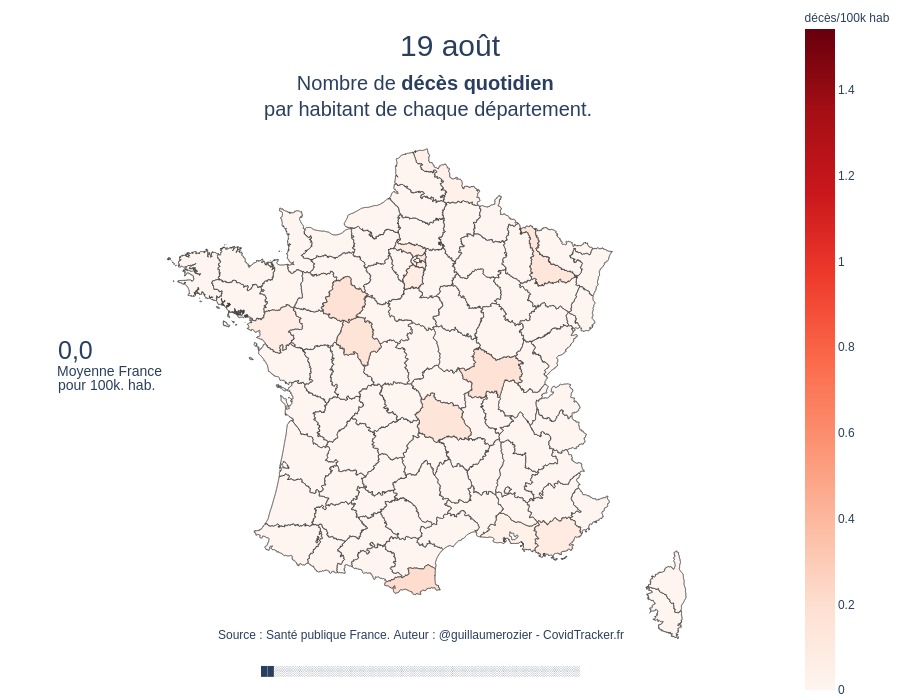 décès/100k hab
19 août
Nombre de décès quotidien
par habitant de chaque département.
1.4
1.2
1
0.8
0.6
0.4
0.2
0
0,0
Moyenne France
pour 100k. hab.
Source : Santé publique France. Auteur : @guillaumerozier - CovidTracker.fr